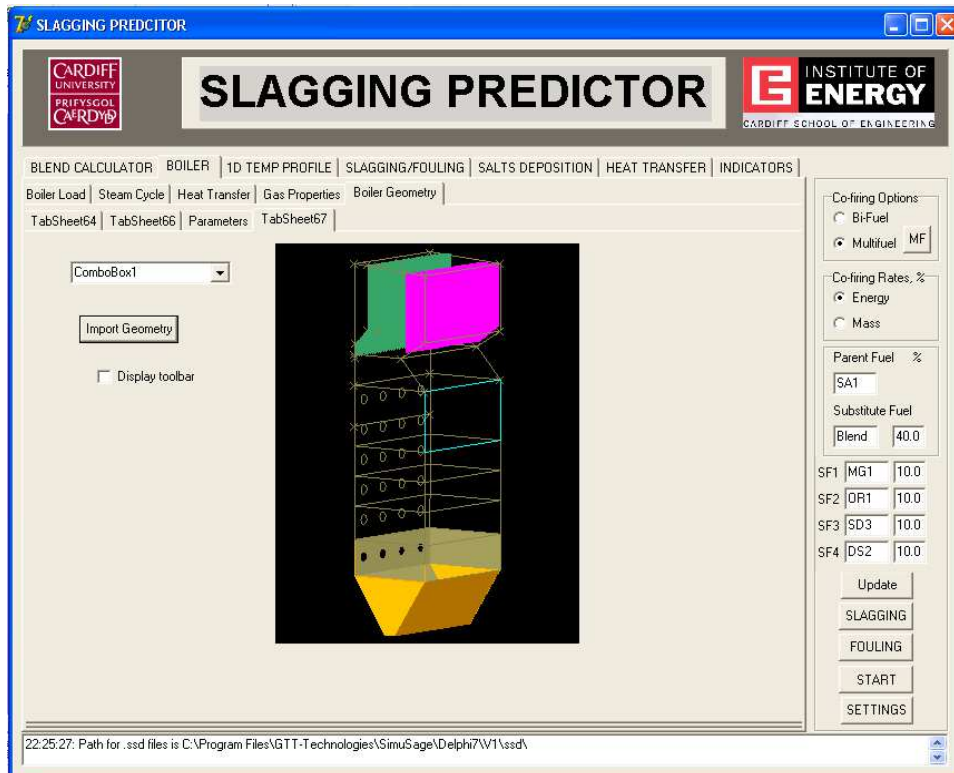 SLAGGING PREDCITOR
CARDIFF
UNIVERSITY
PRIFYSGOL
CAERDYDD
SLAGGING PREDICTOR
INSTITUTE OF
ENERGY
CARDIFF SCHOOL OF ENGINEERING
BLEND CALCULATOR BOILER 1D TEMP PROFILE SLAGGING/FOULING SALTS DEPOSITION HEAT TRANSFER INDICATORS
Boiler Load Steam Cycle Heat Transfer Gas Properties Boiler Geometry
TabSheet64 TabSheet66 Parameters TabSheet67
ComboBox1
Import Geometry
Display toolbar
Co-firing Options
Bi-Fuel
Multifuel MF
Co-firing Rates, %
Energy
Mass
Parent Fuel %
SA1
Substitute Fuel
Blend 40.0
SF1 MG1 10.0
SF2 OR1 10.0
SF3 SD3 10.0
SF4 DS2 10.0
Update
SLAGGING
FOULING
START
SETTINGS
22:25:27: Path for .ssd files is C:\Program Files\GTT-Technologies\SimuSage\Delphi7\V1\ssd\